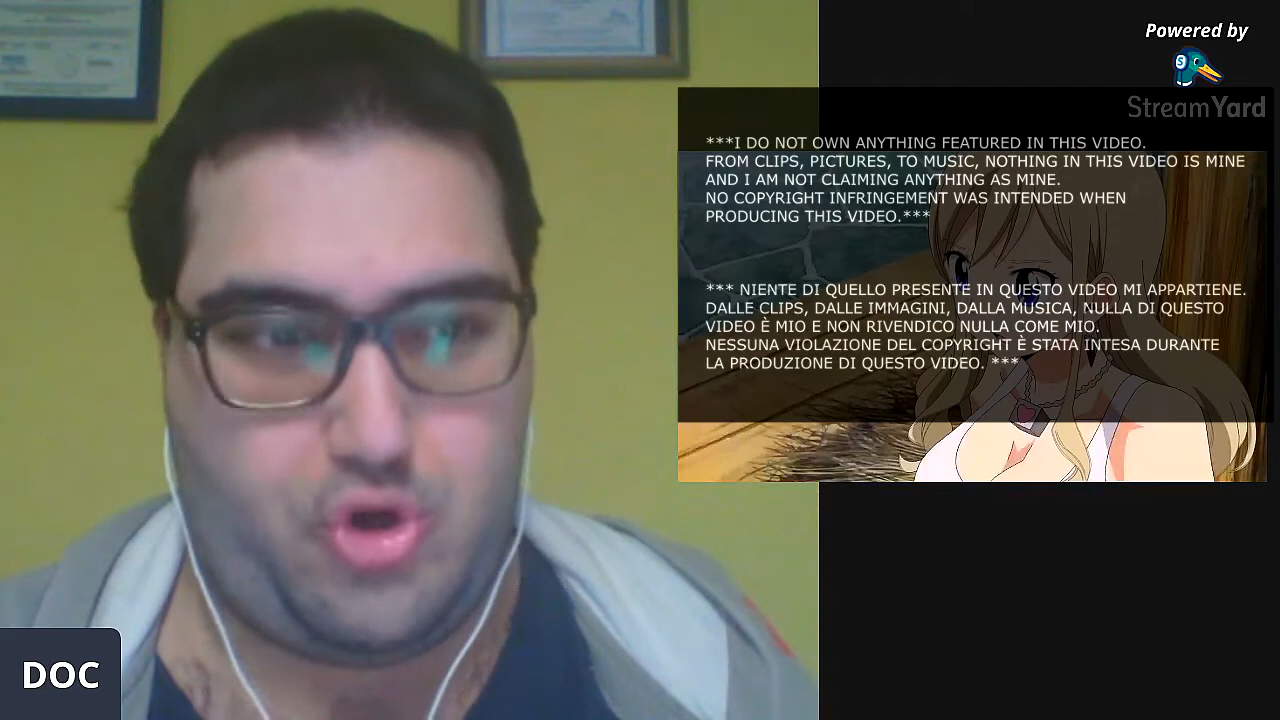 Powered by
StreamYard
***I DO NOT OWN ANYTHING FEATURED IN THIS VIDEO.
FROM CLIPS, PICTURES, TO MUSIC, NOTHING IN THIS VIDEO IS MINE
AND I AM NOT CLAIMING ANYTHING AS MINE.
NO COPYRIGHT INFRINGEMENT WAS INTENDED WHEN
PRODUCING THIS VIDEO.***
*** NIENTE DI QUELLO PRESENTE IN QUESTO VIDEO MI APPARTIENE.
DALLE CLIPS, DALLE IMMAGINI, DALLA MUSICA, NULLA DI QUESTO
VIDEO È MIO E NON RIVENDICO NULLA COME MIO.
NESSUNA VIOLAZIONE DEL COPYRIGHT È STATA INTESA DURANTE
LA PRODUZIONE DI QUESTO VIDEO. ***
DOC